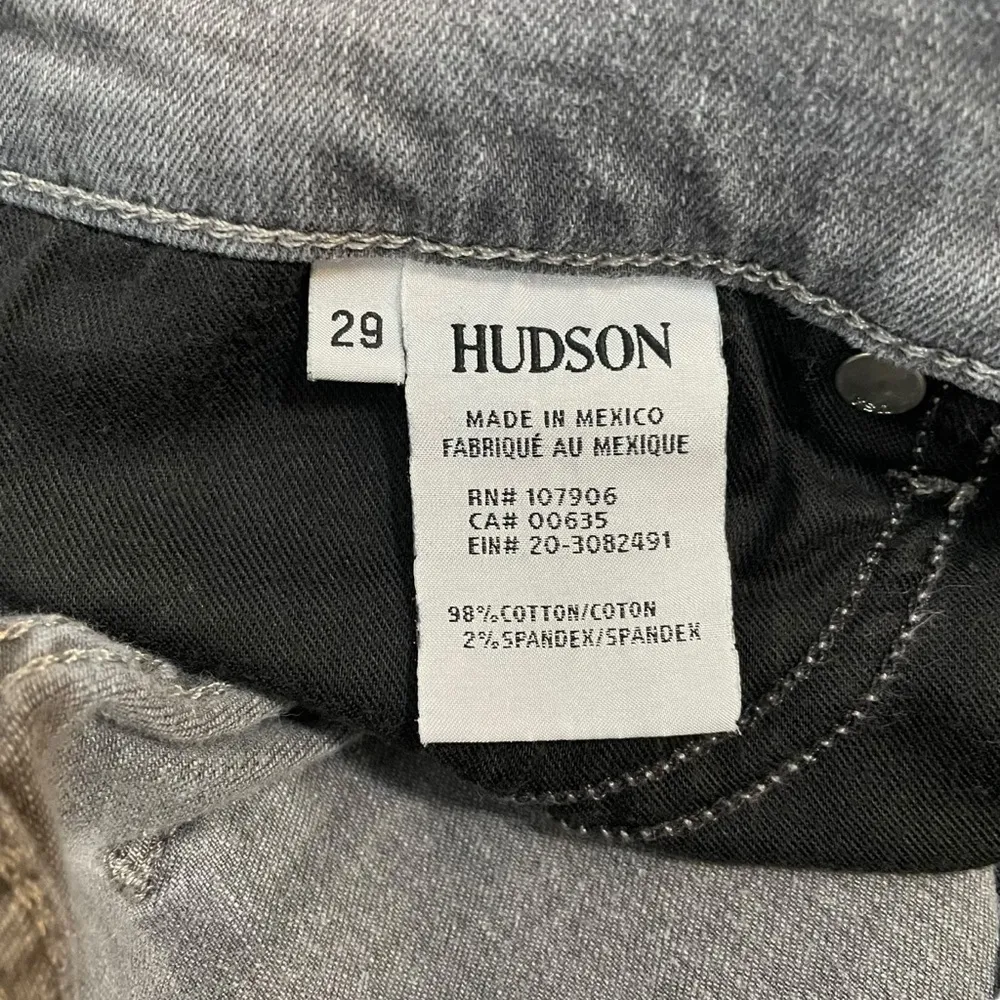 29
HUDSON
MADE IN MEXICO
FABRIQUÉ AU MEXIQUE
RN# 107906
CA# 00635
EIN# 20-3082491
98% COTTON/COTON
2% SPANDEX/SPANDEX